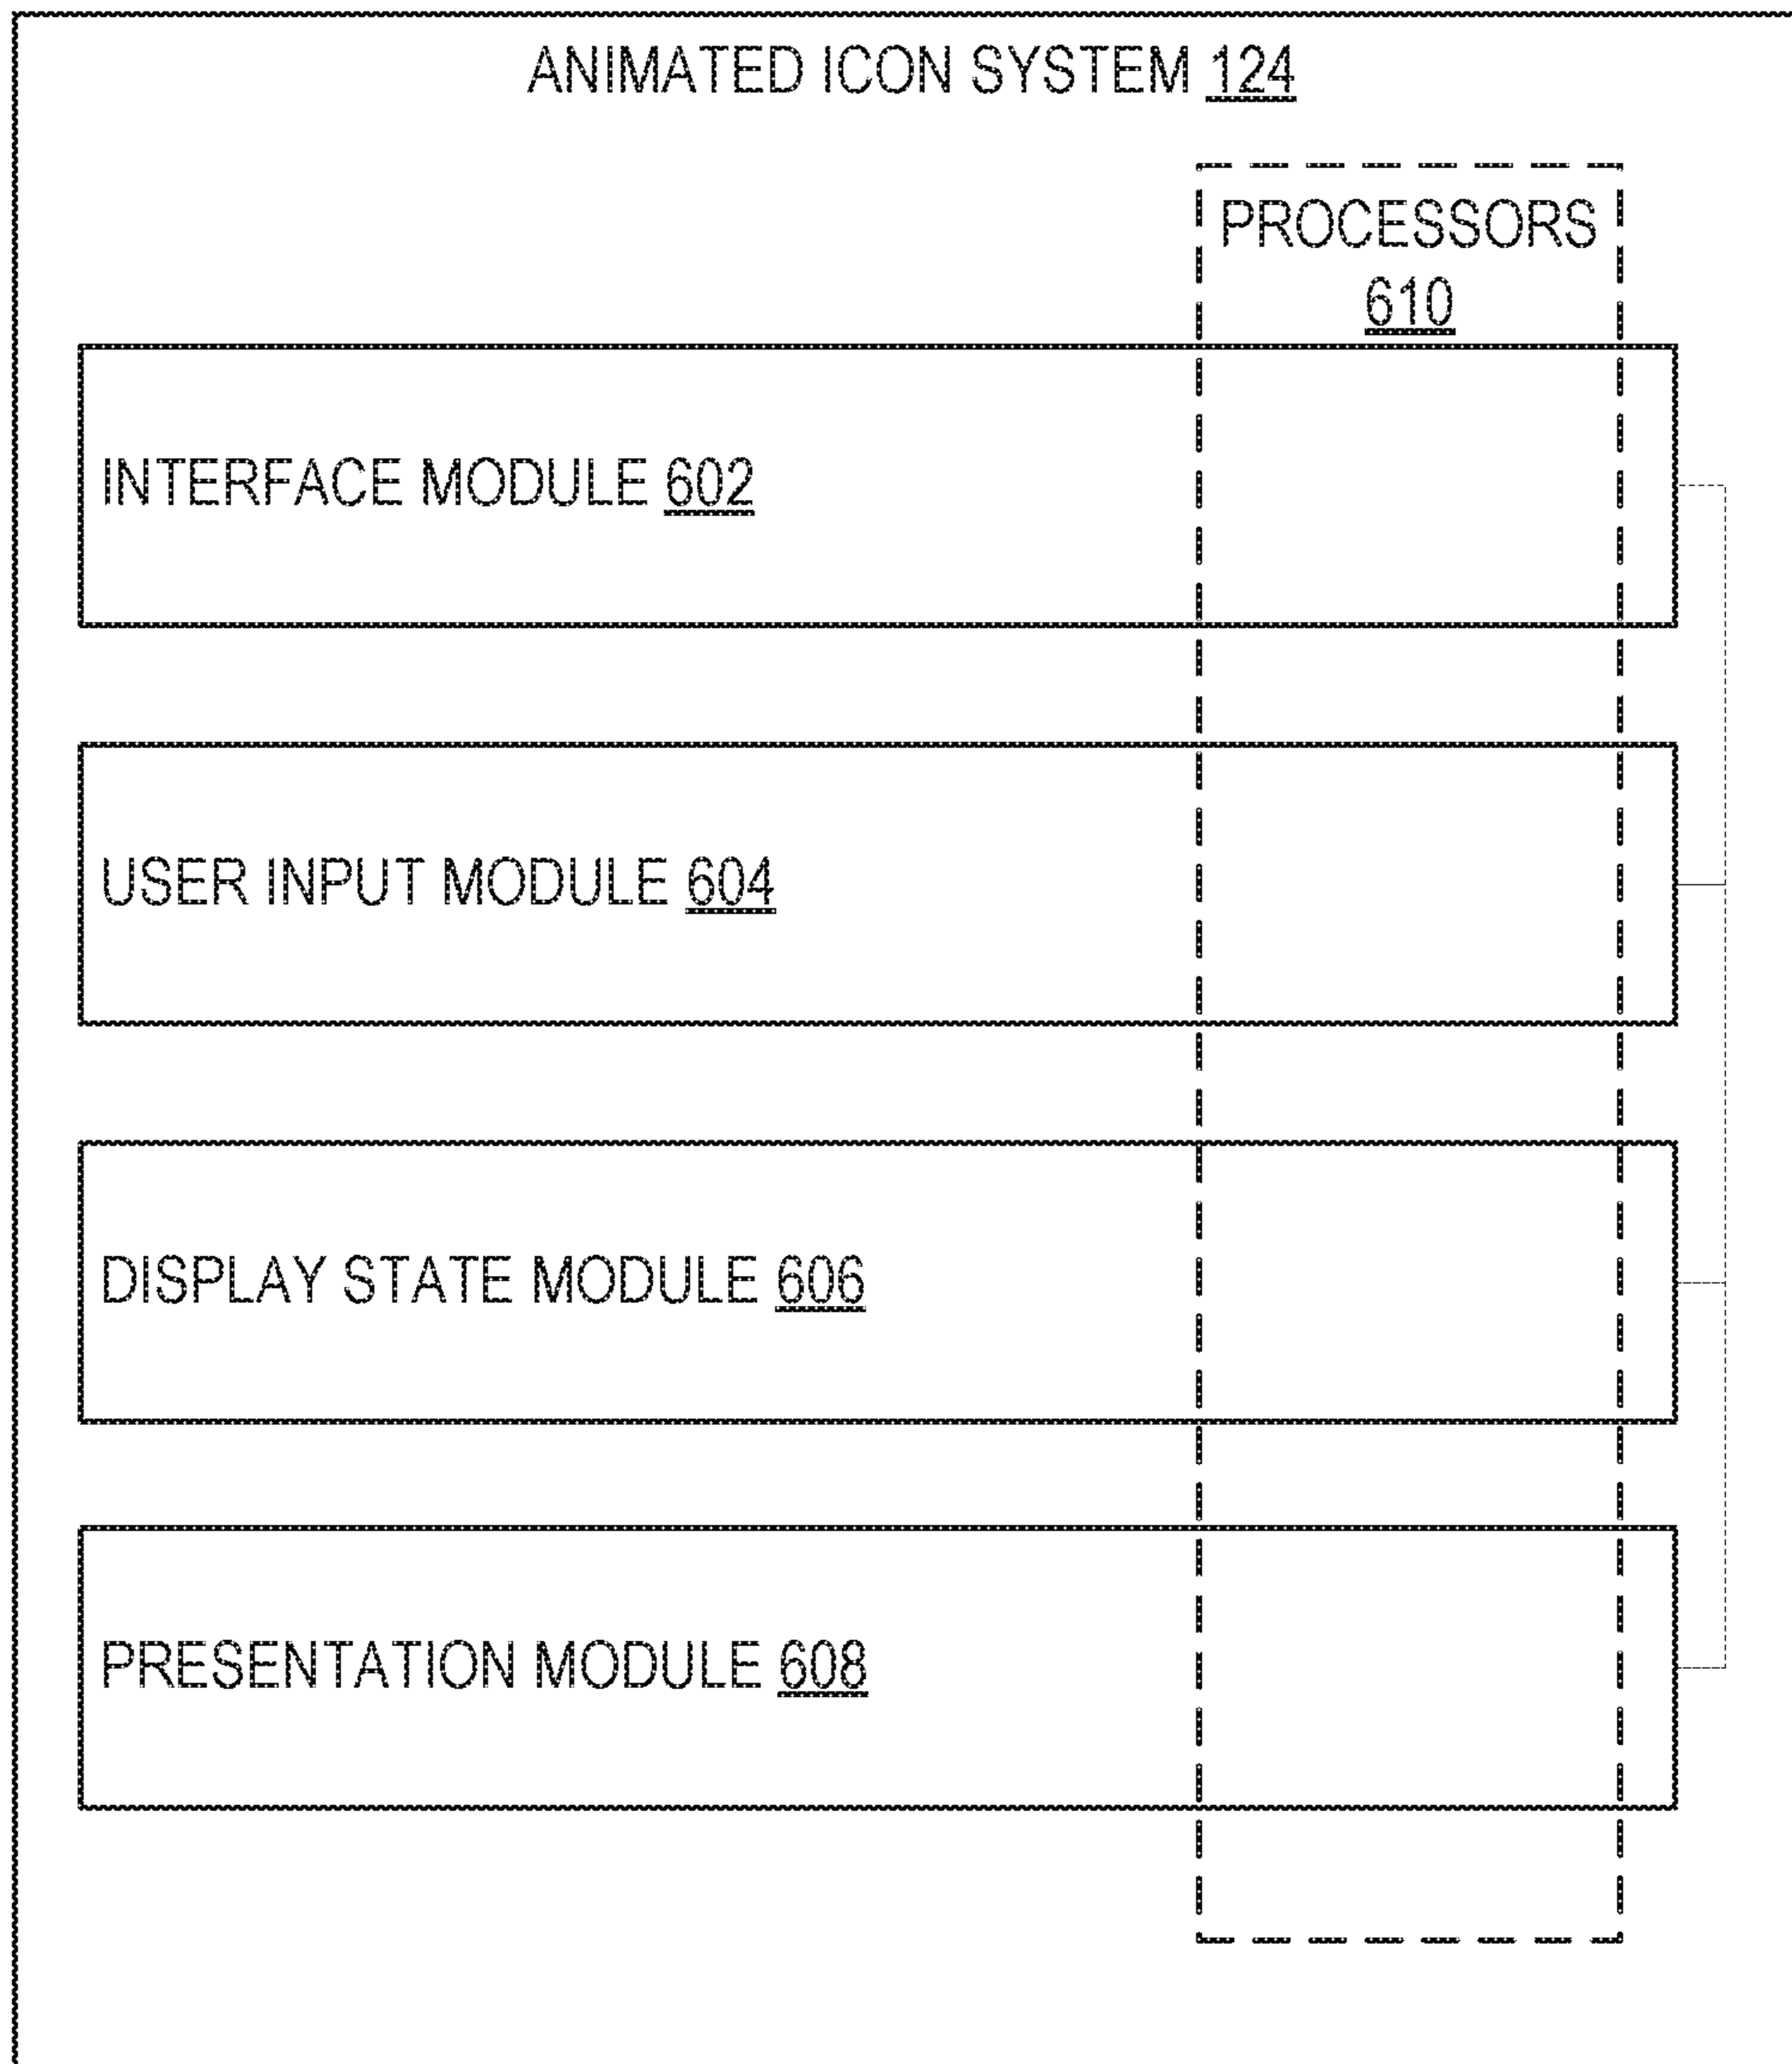 ANIMATED ICON SYSTEM 124
PROCESSORS
610
INTERFACE MODULE 602
USER INPUT MODULE 604
DISPLAY STATE MODULE 606
PRESENTATION MODULE 608